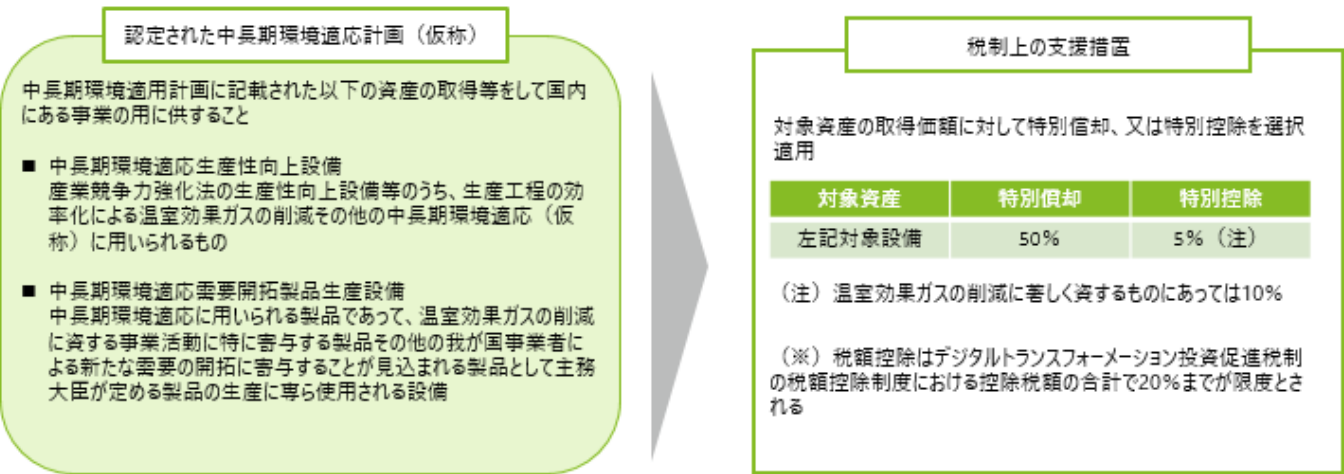 認定された中長期環境適応計画（仮称）
中長期環境適用計画に記載された以下の資産の取得等をして国内
にある事業の用に供すること
■ 中長期環境適応生産性向上設備
産業競争力強化法の生産性向上設備等のうち、生産工程の効
率化による温室効果ガスの削減その他の中長期環境適応（仮
称）に用いられるもの
■ 中長期環境適応需要開拓製品生産設備
中長期環境適応に用いられる製品であって、温室効果ガスの削減
に資する事業活動に特に寄与する製品その他の我が国事業者に
よる新たな需要の開拓に寄与することが見込まれる製品として主務
大臣が定める製品の生産に専ら使用される設備
税制上の支援措置
対象資産の取得価額に対して特別償却、又は特別控除を選択
適用
対象資産 特別償却 特別控除
左記対象設備 50% 5%（注）
（注）温室効果ガスの削減に著しく資するものにあっては10%
（※）税額控除はデジタルトランスフォーメーション投資促進税制
の税額控除制度における控除税額の合計で20%までが限度とさ
れる